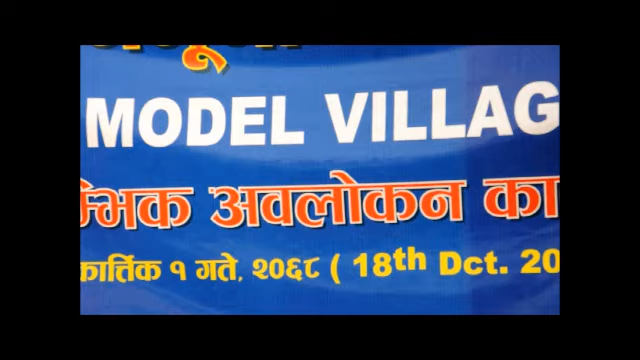 MODEL VILLAG
म्भिक अवलोकन का
कार्त्तिक १ गते, २०६८ ( 18th Dct. 20